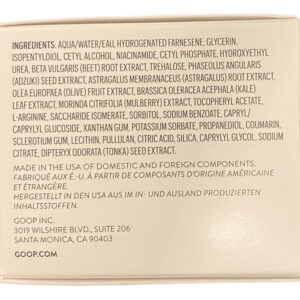 INGREDIENTS: AQUA/WATER/EAU, HYDROGENATED FARNESENE, GLYCERIN,
ISOPENTYLDIOL, CETYL ALCOHOL, NIACINAMIDE, CETYL PHOSPHATE, HYDROXYETHYL
UREA, BETA VULGARIS (BEET) ROOT EXTRACT, TREHALOSE, PHASEOLUS ANGULARIS
(ADZUKI) SEED EXTRACT, ASTRAGALUS MEMBRANACEUS (ASTRAGALUS) ROOT EXTRACT,
OLEA EUROPAEA (OLIVE) FRUIT EXTRACT, BRASSICA OLERACEA ACEPHALA (KALE)
LEAF EXTRACT, MORINDA CITRIFOLIA (MULBERRY) EXTRACT, TOCOPHERYL ACETATE,
L-ARGININE, SACCHARIDE ISOMERATE, SORBITOL, SODIUM BENZOATE, CAPRYL/
CAPRYLYL GLUCOSIDE, XANTHAN GUM, POTASSIUM SORBATE, PROPANEDIOL, COUMARIN,
SCLEROTIUM GUM, LECITHIN, PULLULAN, CITRIC ACID, SILICA, CAPRYLYL GLYCOL, SODIUM
CITRATE, DIPTERYX ODORATA (TONKA) SEED EXTRACT.
MADE IN THE USA OF DOMESTIC AND FOREIGN COMPONENTS.
FABRIQUÉ AUX É.-U. À PARTIR DE COMPOSANTS D'ORIGINE AMÉRICAINE
ET ÉTRANGÈRE.
HERGESTELLT IN DEN USA AUS IM IN- UND AUSLAND PRODUZIERTEN
INHALTSSTOFFEN.
GOOP INC.
3019 WILSHIRE BLVD., SUITE 206
SANTA MONICA, CA 90403
GOOP.COM